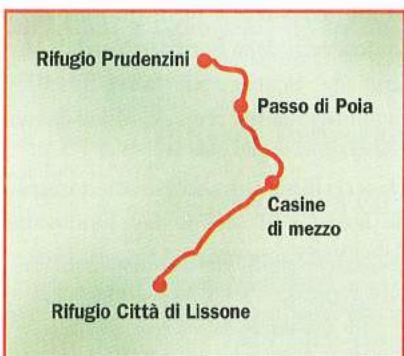 Rifugio Prudenzini
Passo di Poia
Casine
di mezzo
Rifugio Città di Lissone